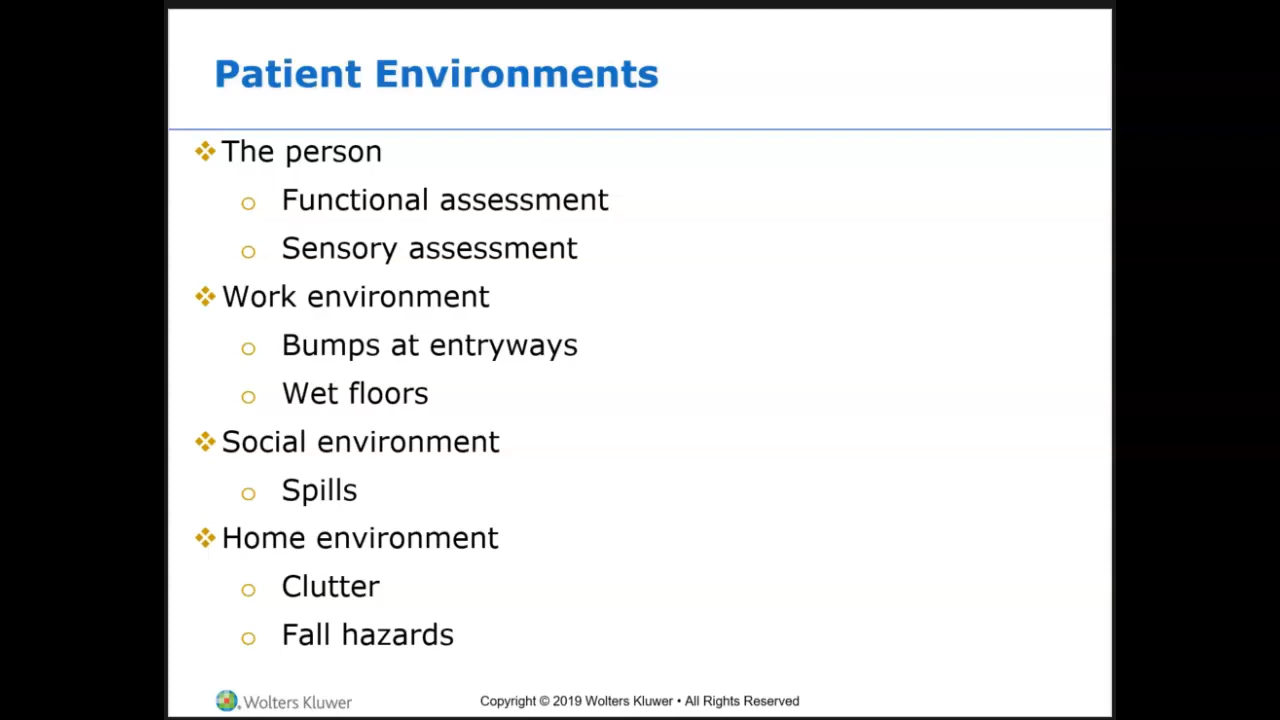 Patient Environments
The person
Functional assessment
Sensory assessment
Work environment
Bumps at entryways
Wet floors
Social environment
Spills
Home environment
Clutter
Fall hazards
Wolters Kluwer
Copyright © 2019 Wolters Kluwer • All Rights Reserved